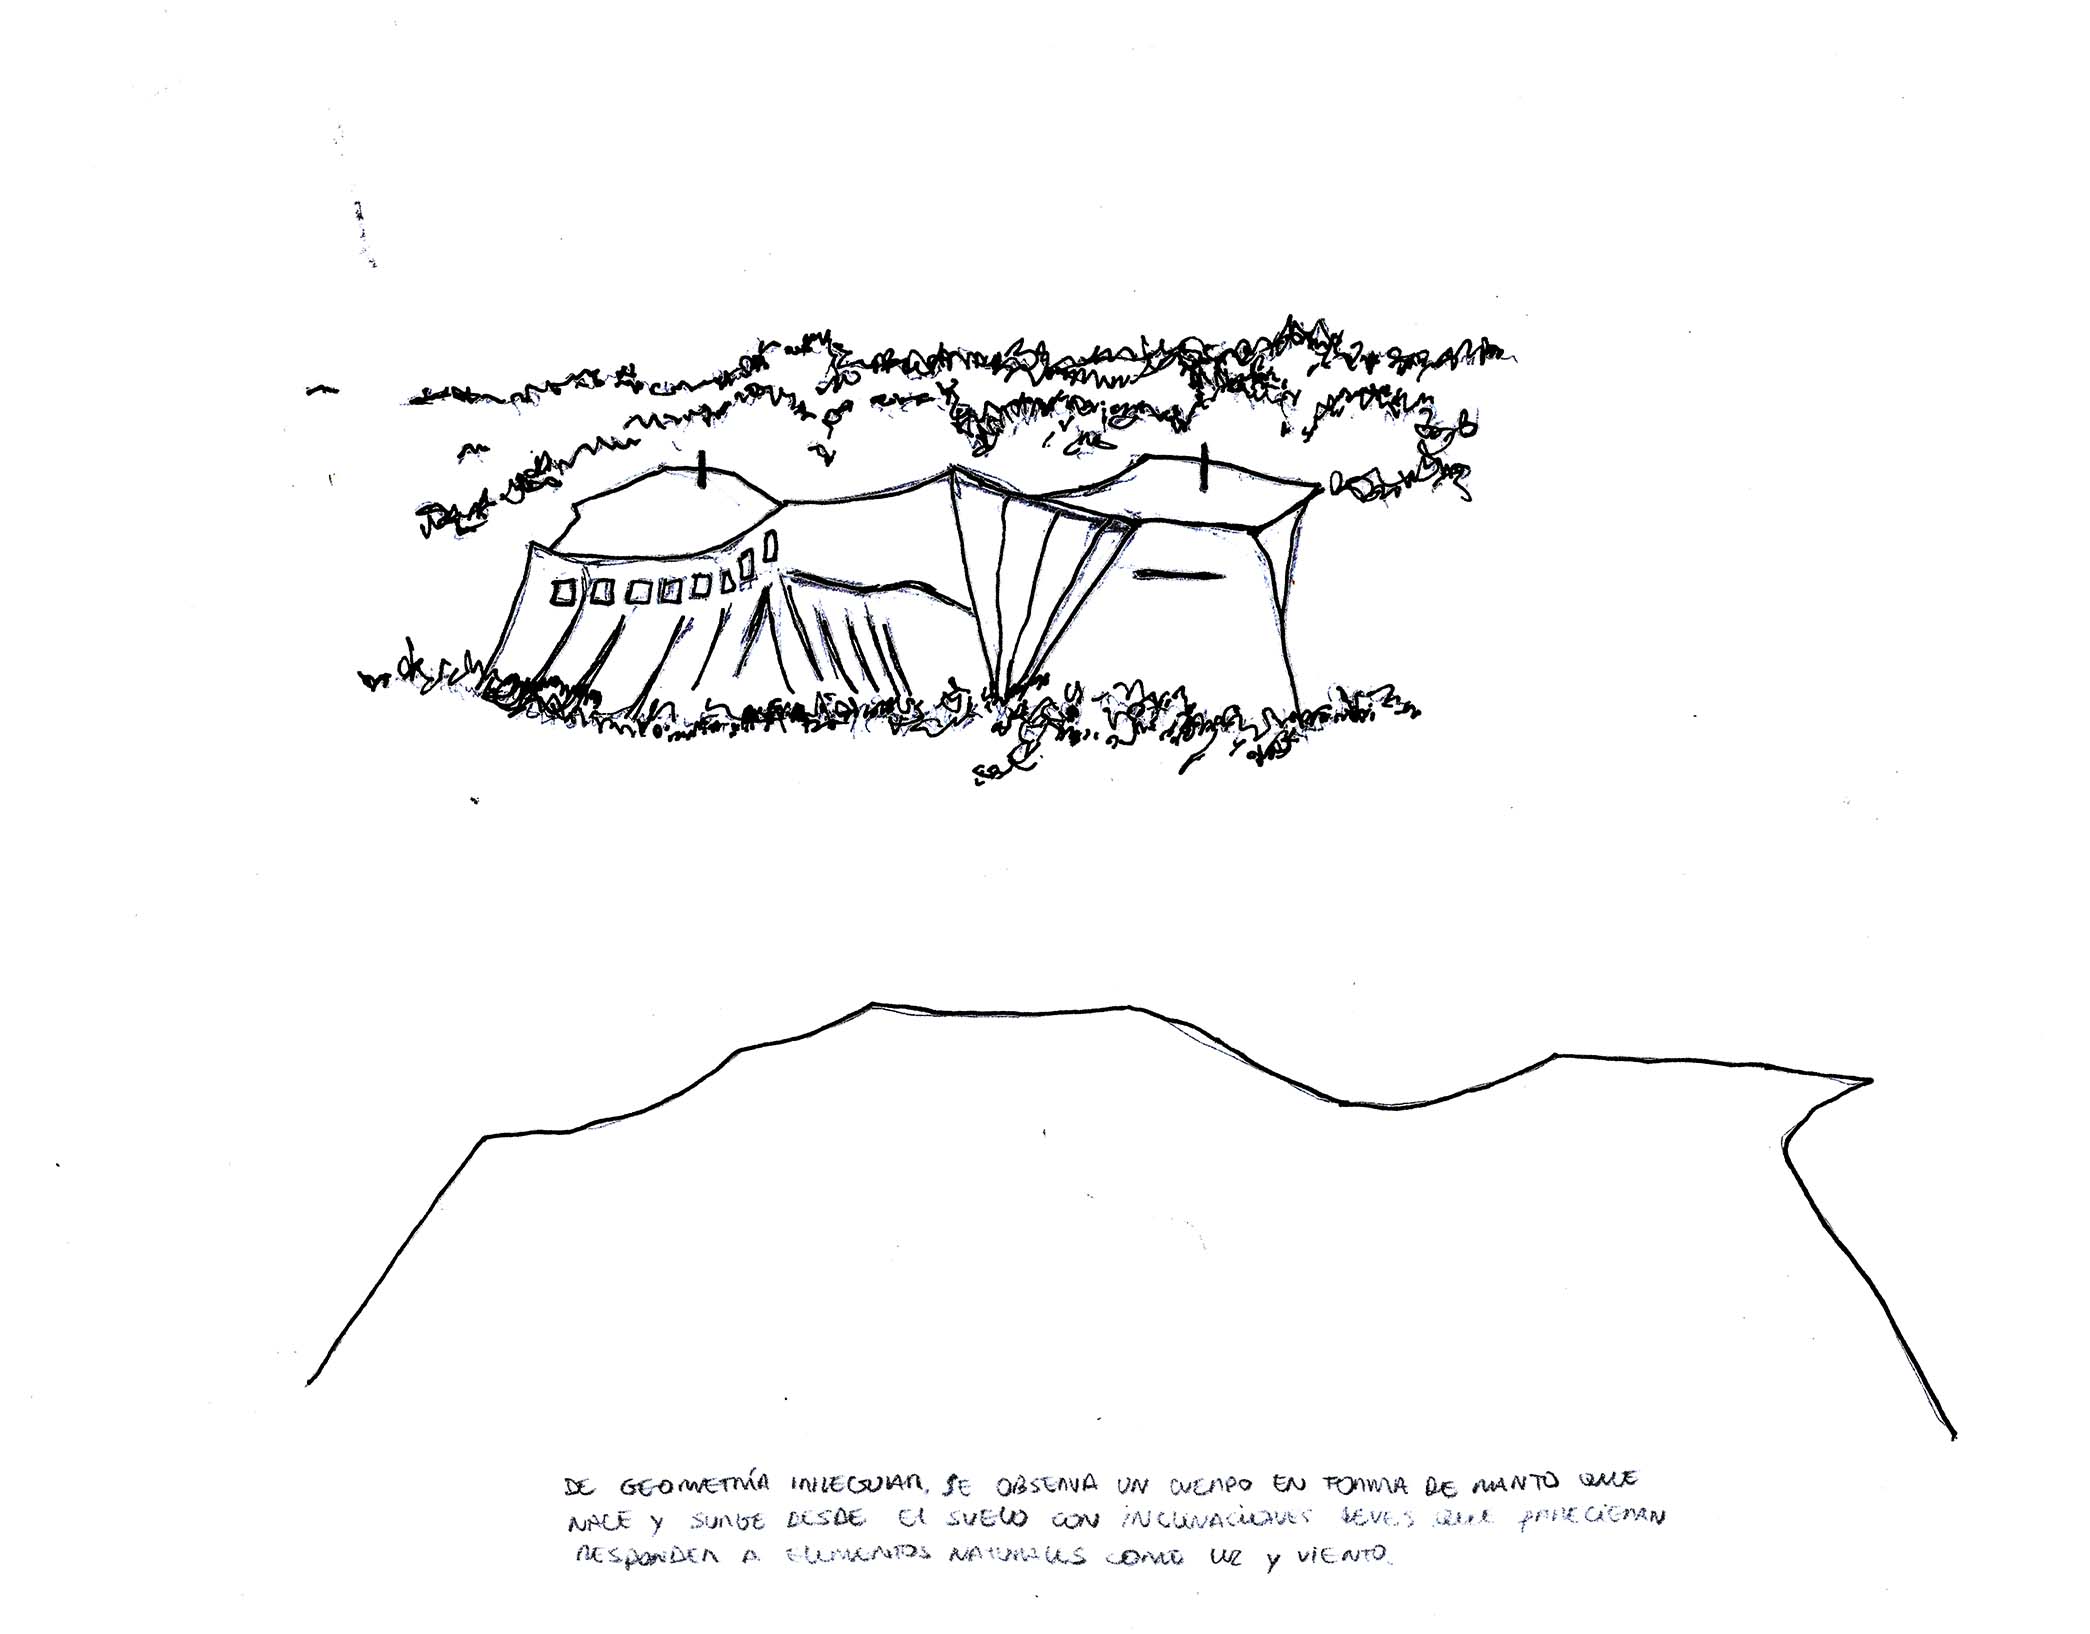 DE GEOMETRÍA IRREGULAR, SE OBSERVA UN CUERPO EN FORMA DE MANTO QUE
NACE Y SURGE DESDE EL SUELO CON INCLINACIONES LEVES QUE PARECIERAN
RESPONDER A ELEMENTOS NATURALES COMO LUZ Y VIENTO.